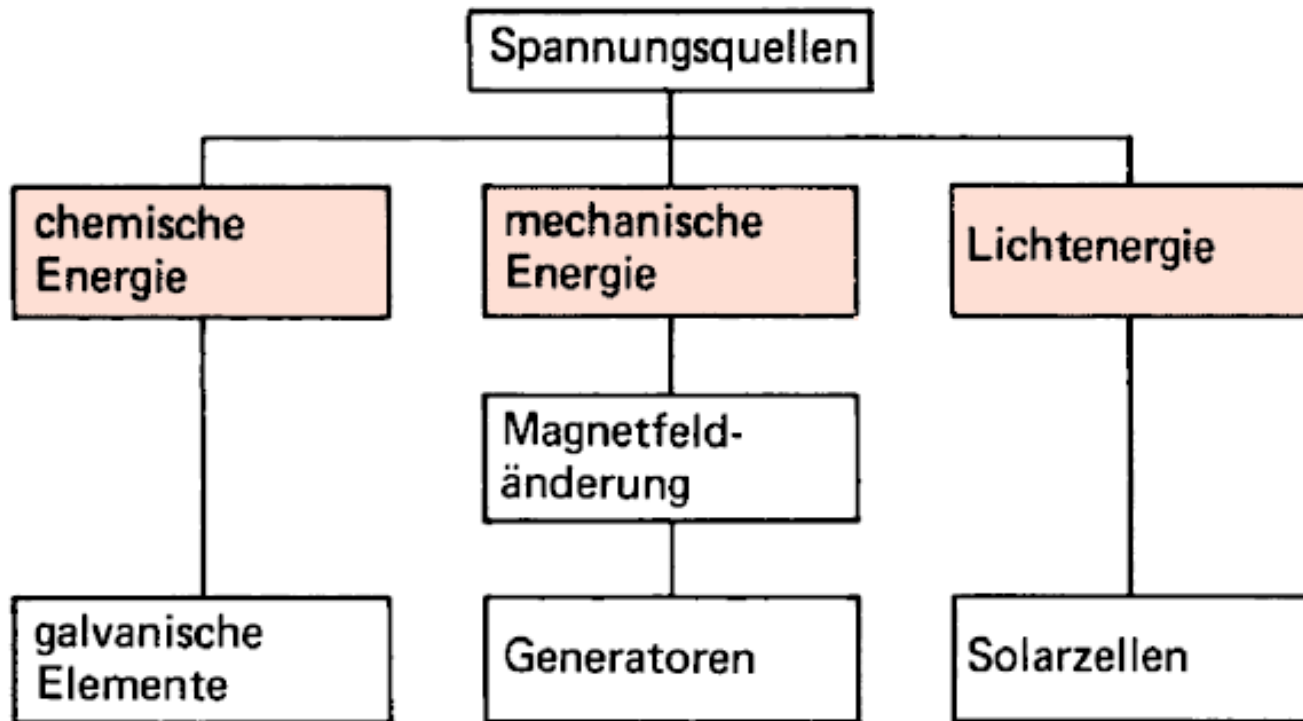 Spannungsquellen
chemische
Energie
mechanische
Energie
Lichtenergie
Magnetfeld-
änderung
galvanische
Elemente
Generatoren
Solarzellen